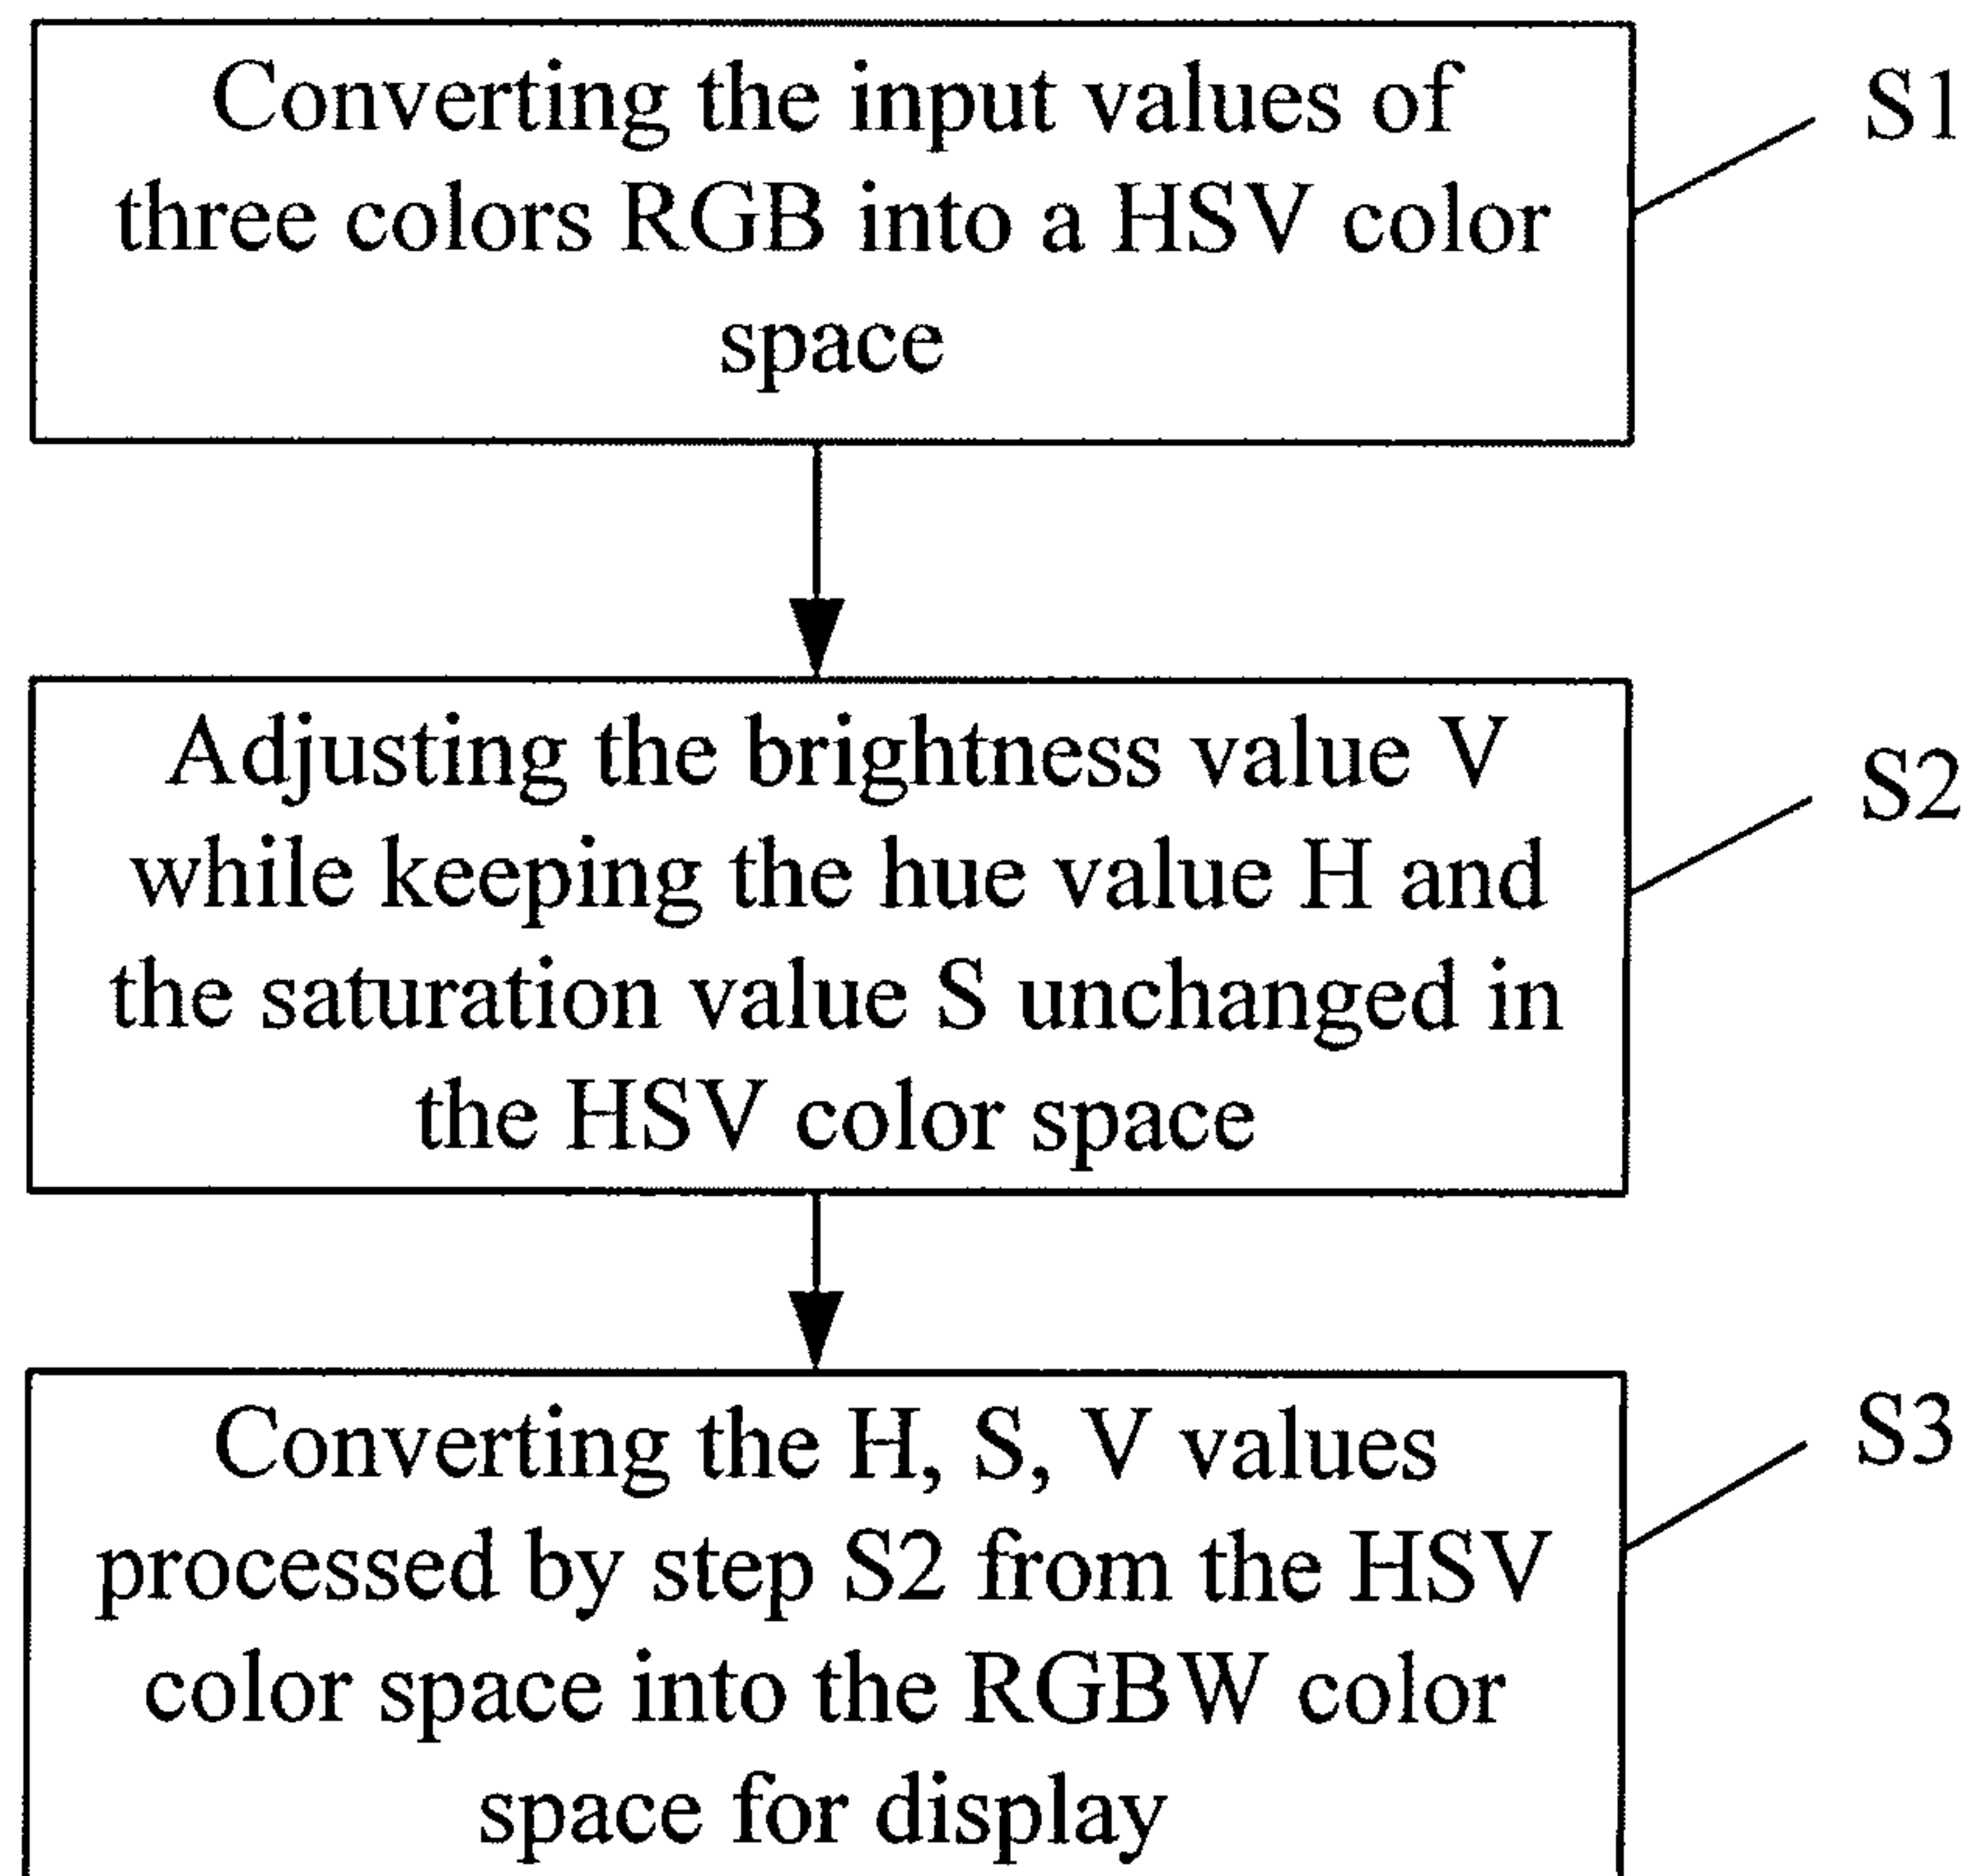 Converting the input values of
three colors RGB into a HSV color
space
S1
Adjusting the brightness value V
while keeping the hue value H and
the saturation value S unchanged in
the HSV color space
S2
Converting the H, S, V values
processed by step S2 from the HSV
color space into the RGBW color
space for display
S3